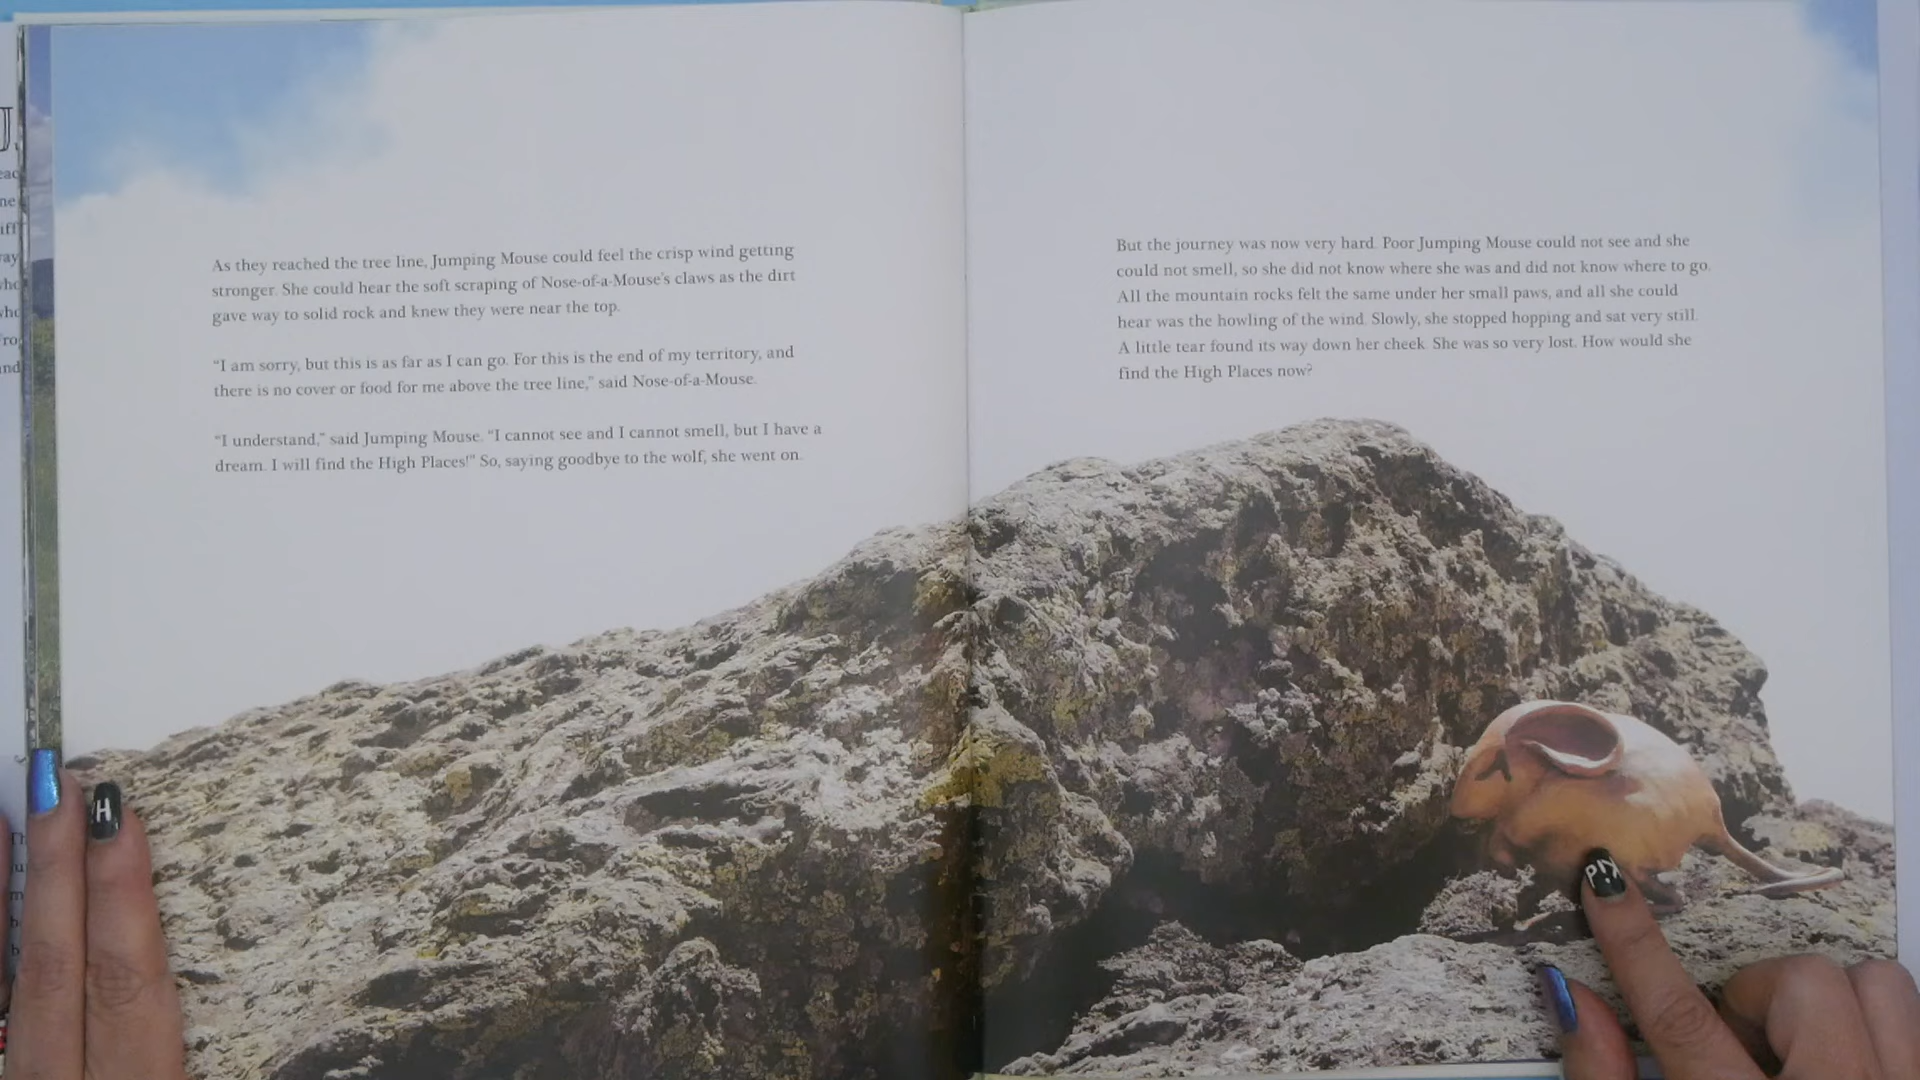 As they reached the tree line, Jumping Mouse could feel the crisp wind getting
stronger. She could hear the soft scraping of Nose-of-a-Mouse's claws as the dirt
gave way to solid rock and knew they were near the top.
“I am sorry, but this is as far as I can go. For this is the end of my territory, and
there is no cover or food for me above the tree line,” said Nose-of-a-Mouse.
“I understand,” said Jumping Mouse. “I cannot see and I cannot smell, but I have a
dream. I will find the High Places!” So, saying goodbye to the wolf, she went on.
But the journey was now very hard. Poor Jumping Mouse could not see and she
could not smell, so she did not know where she was and did not know where to go.
All the mountain rocks felt the same under her small paws, and all she could
hear was the howling of the wind. Slowly, she stopped hopping and sat very still.
A little tear found its way down her cheek. She was so very lost. How would she
find the High Places now?
H
PIX